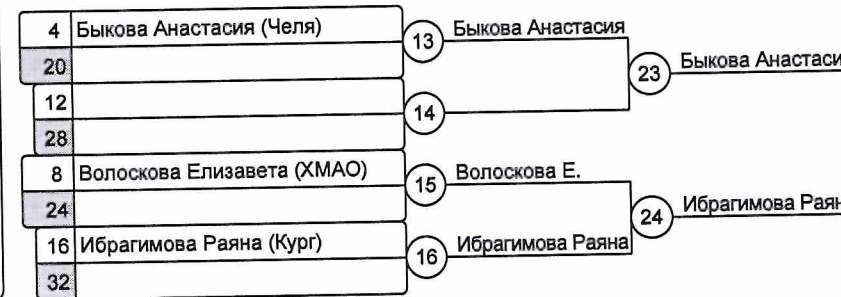 4 Быкова Анастасия (Челя)
20
13 Быкова Анастасия
12
28
14
23 Быкова Анастаси
8 Волоскова Елизавета (ХМАО)
24
15 Волоскова Е.
16 Ибрагимова Раяна (Кург)
32
16 Ибрагимова Раяна
24 Ибрагимова Раян